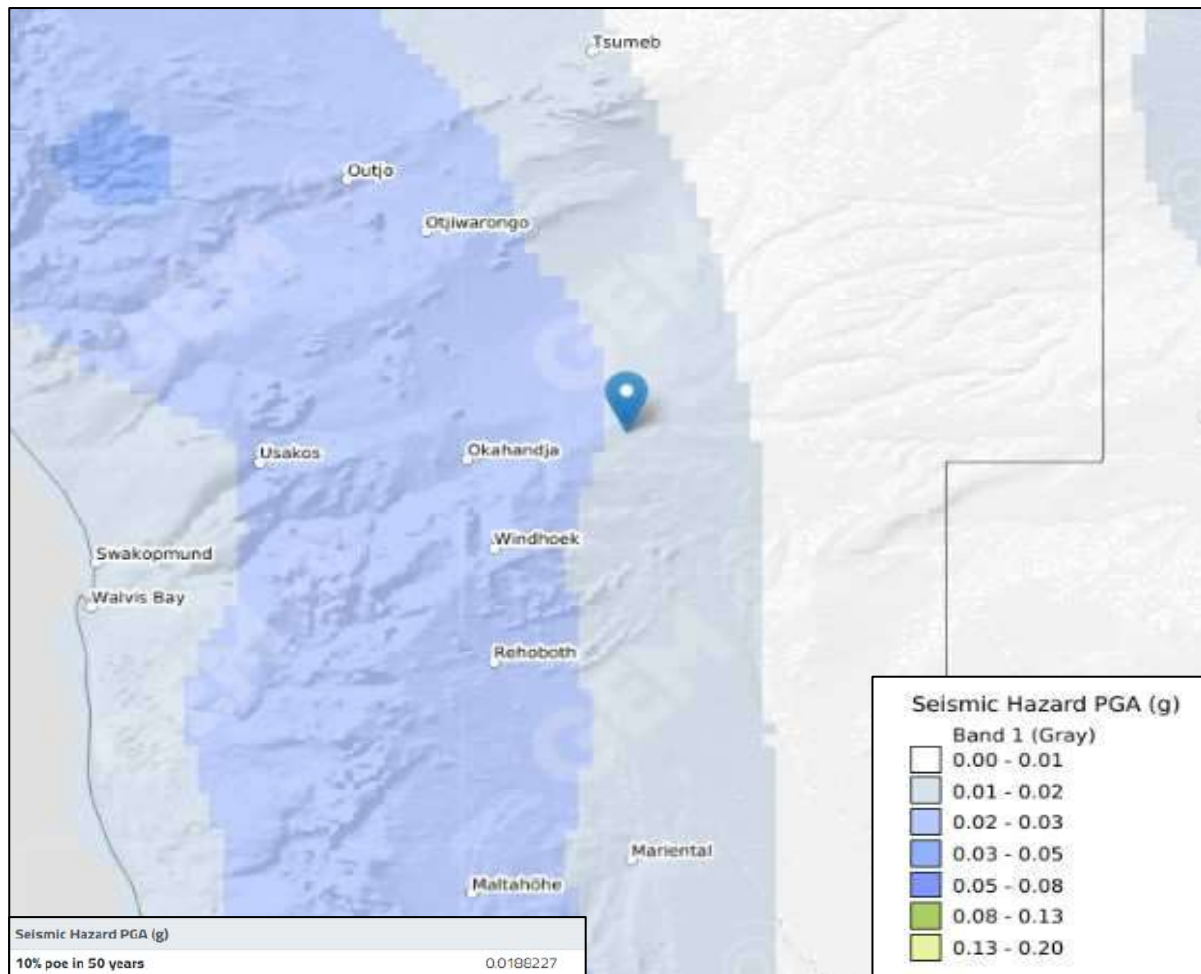 Tsumeb
Outjo
Otjiwarongo
Usakos
Okahandja
Windhoek
Swakopmund
Walvis Bay
Rehoboth
Mariental
Maltahöhe
Seismic Hazard PGA (g)
Band 1 (Gray)
0.00 - 0.01
0.01 - 0.02
0.02 - 0.03
0.03 - 0.05
0.05 - 0.08
0.08 - 0.13
0.13 - 0.20
Seismic Hazard PGA (g)
10% poe in 50 years 0.0188227